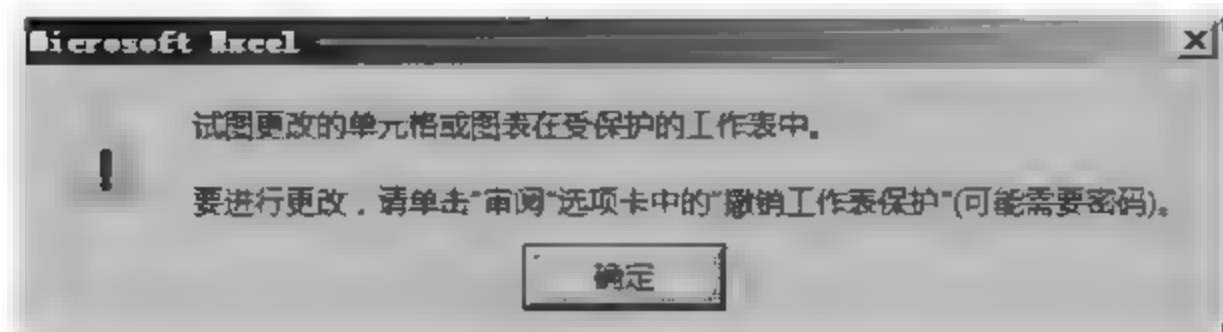 Microsoft Excel
试图更改的单元格或图表在受保护的工作表中。
要进行更改，请单击"审阅"选项卡中的"撤销工作表保护"(可能需要密码)。
确定